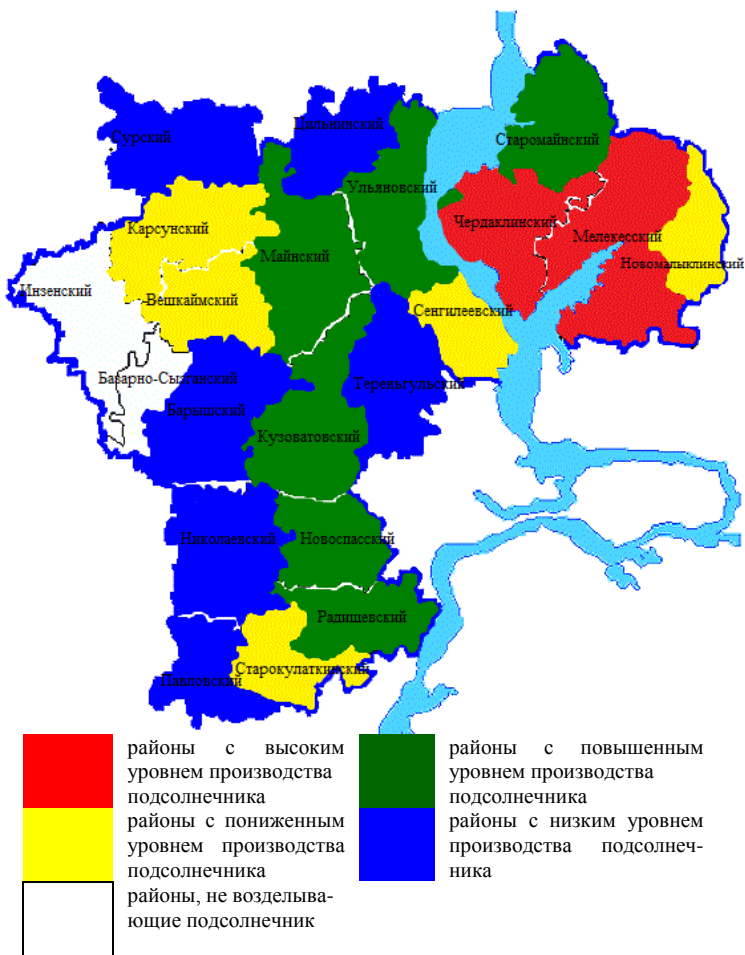 Сурский
Цильнинский
Старомайнский
Ульяновский
Карсунский
Чердаклинский
Мелекесский
Майнский
Новомалыклинский
Инзенский
Вешкаймский
Сенгилеевский
Базарно-Сызганский
Тереньгульский
Барышский
Кузоватовский
Николаевский
Новоспасский
Радищевский
Старокулаткинский
Павловский
районы с высоким
уровнем производства
подсолнечника
районы с повышенным
уровнем производства
подсолнечника
районы с пониженным
уровнем производства
подсолнечника
районы с низким уровнем
производства подсолнеч-
ника
районы, не возделыва-
ющие подсолнечник